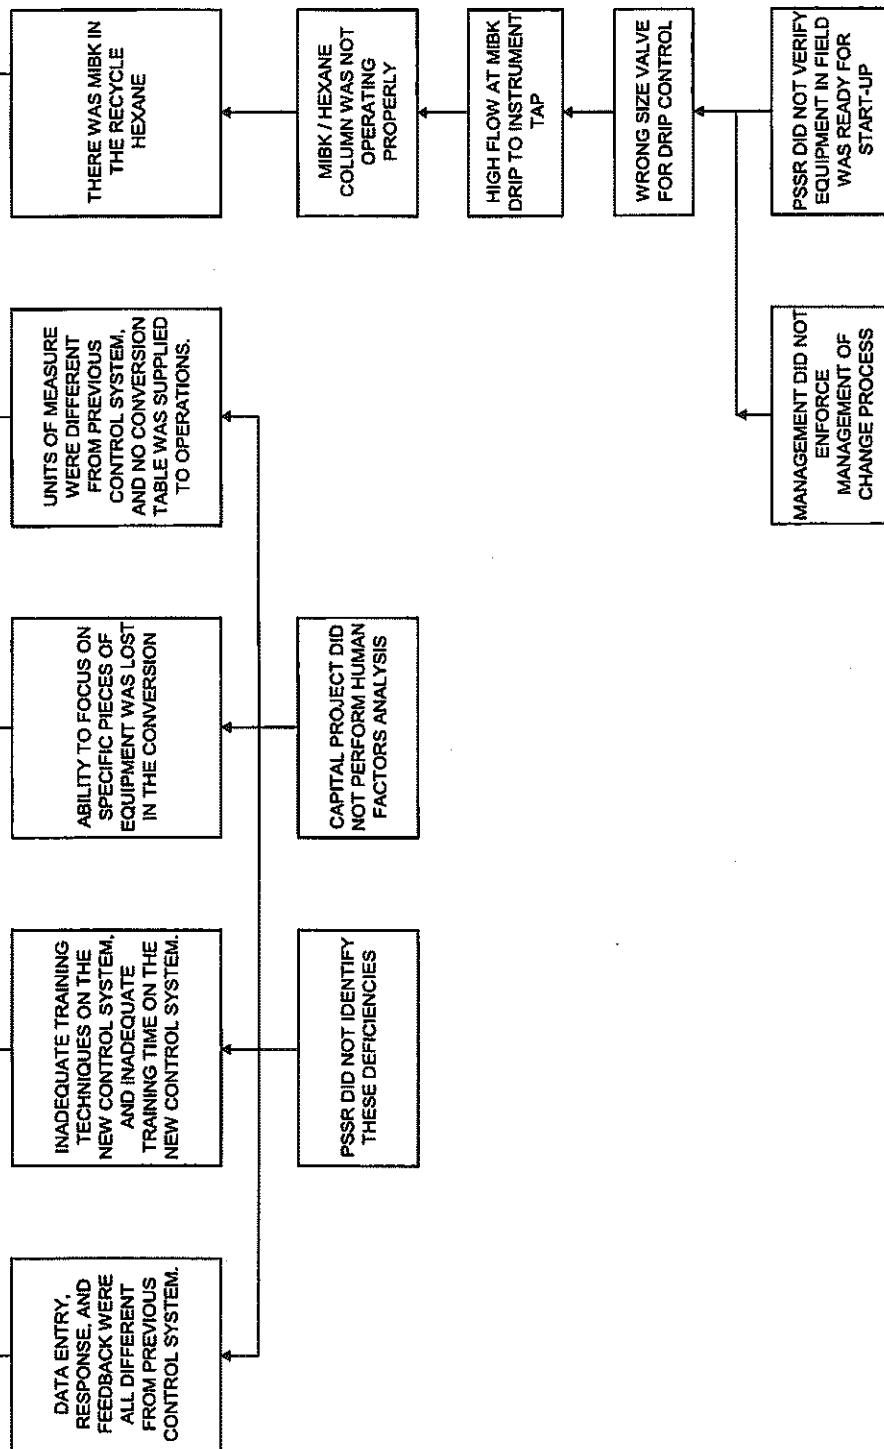 DATA ENTRY,
RESPONSE, AND
FEEDBACK WERE
ALL DIFFERENT
FROM PREVIOUS
CONTROL SYSTEM.
INADEQUATE TRAINING
TECHNIQUES ON THE
NEW CONTROL SYSTEM,
AND INADEQUATE
TRAINING TIME ON THE
NEW CONTROL SYSTEM.
ABILITY TO FOCUS ON
SPECIFIC PIECES OF
EQUIPMENT WAS LOST
IN THE CONVERSION
UNITS OF MEASURE
WERE DIFFERENT
FROM PREVIOUS
CONTROL SYSTEM,
AND NO CONVERSION
TABLE WAS SUPPLIED
TO OPERATIONS.
THERE WAS MIBK IN
THE RECYCLE
HEXANE
PSSR DID NOT IDENTIFY
THESE DEFICIENCIES
CAPITAL PROJECT DID
NOT PERFORM HUMAN
FACTORS ANALYSIS
MIBK / HEXANE
COLUMN WAS NOT
OPERATING
PROPERLY
HIGH FLOW AT MIBK
DRIP TO INSTRUMENT
TAP
WRONG SIZE VALVE
FOR DRIP CONTROL
MANAGEMENT DID NOT
ENFORCE
MANAGEMENT OF
CHANGE PROCESS
PSSR DID NOT VERIFY
EQUIPMENT IN FIELD
WAS READY FOR
START-UP